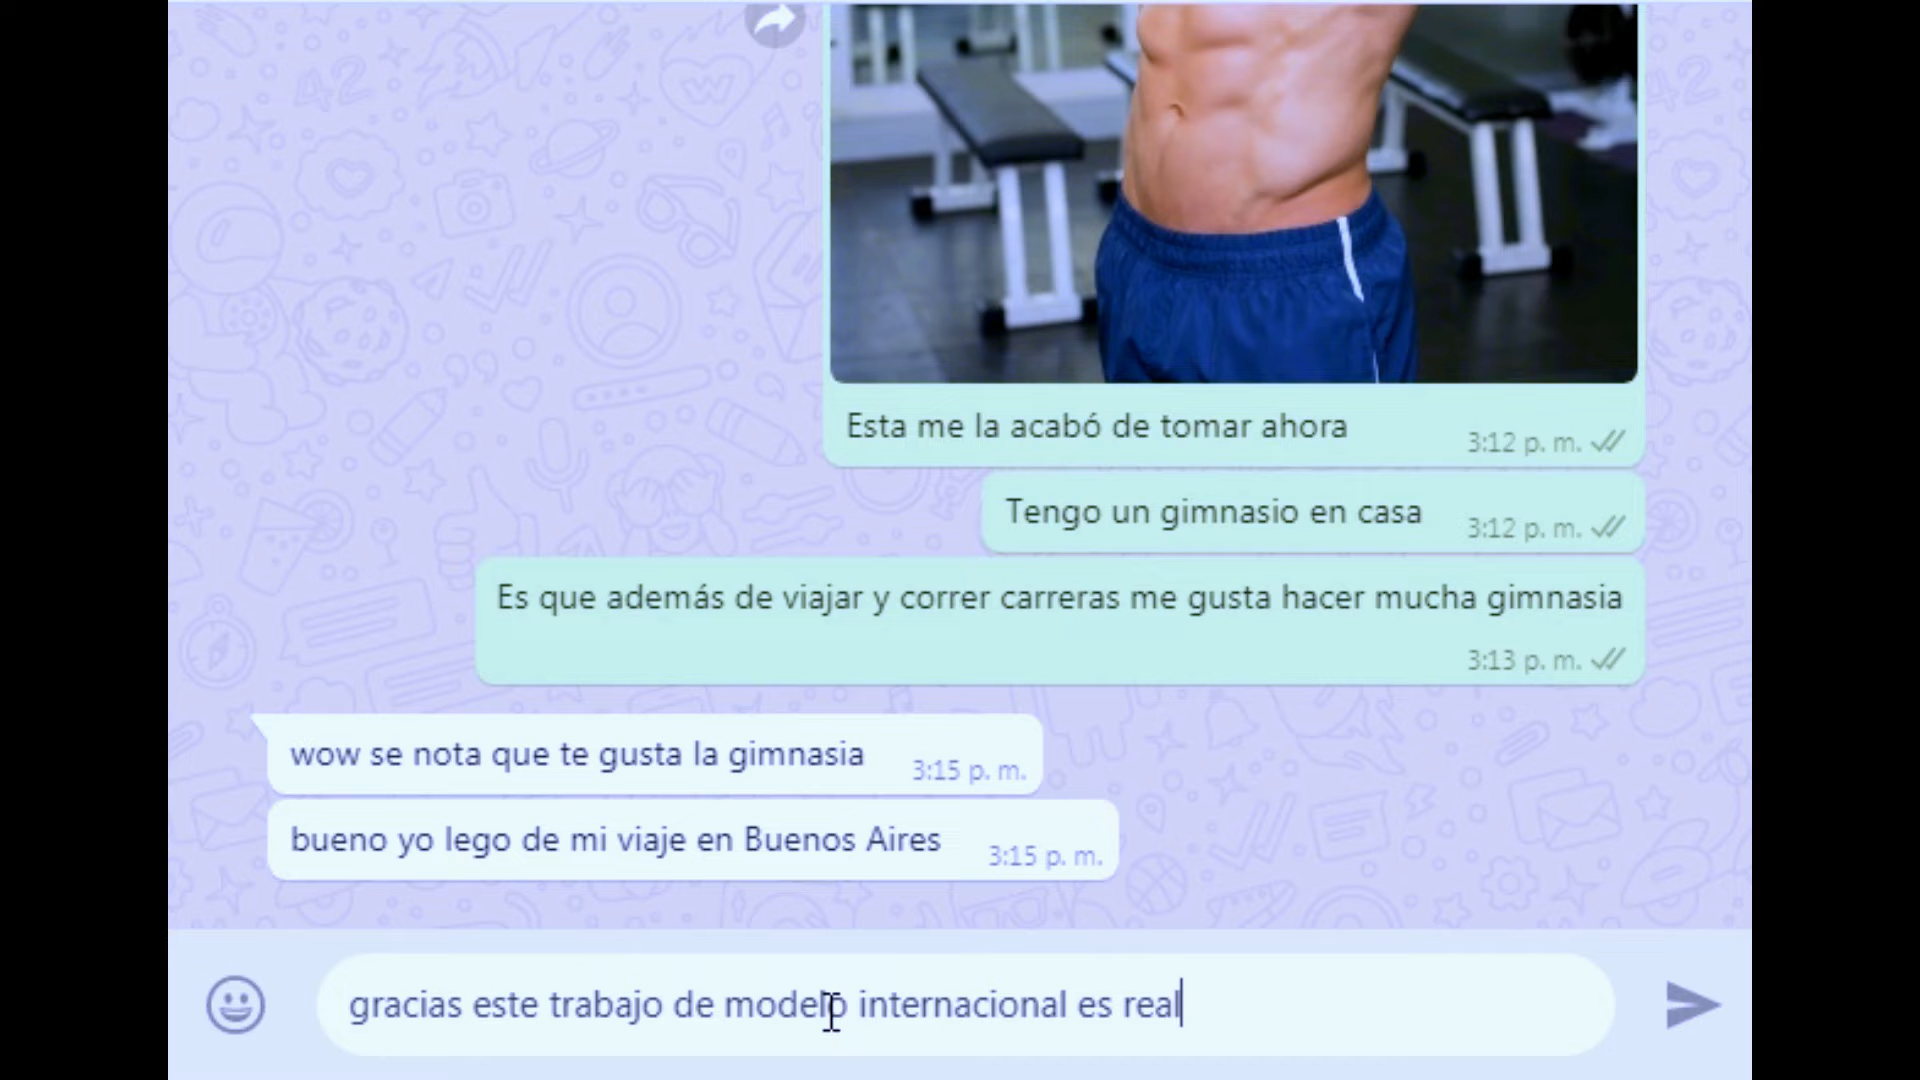 Esta me la acabó de tomar ahora
3:12 p. m.
Tengo un gimnasio en casa
3:12 p. m.
Es que además de viajar y correr carreras me gusta hacer mucha gimnasia
3:13 p. m.
wow se nota que te gusta la gimnasia
3:15 p. m.
bueno yo lego de mi viaje en Buenos Aires
3:15 p. m.
gracias este trabajo de modelo internacional es real